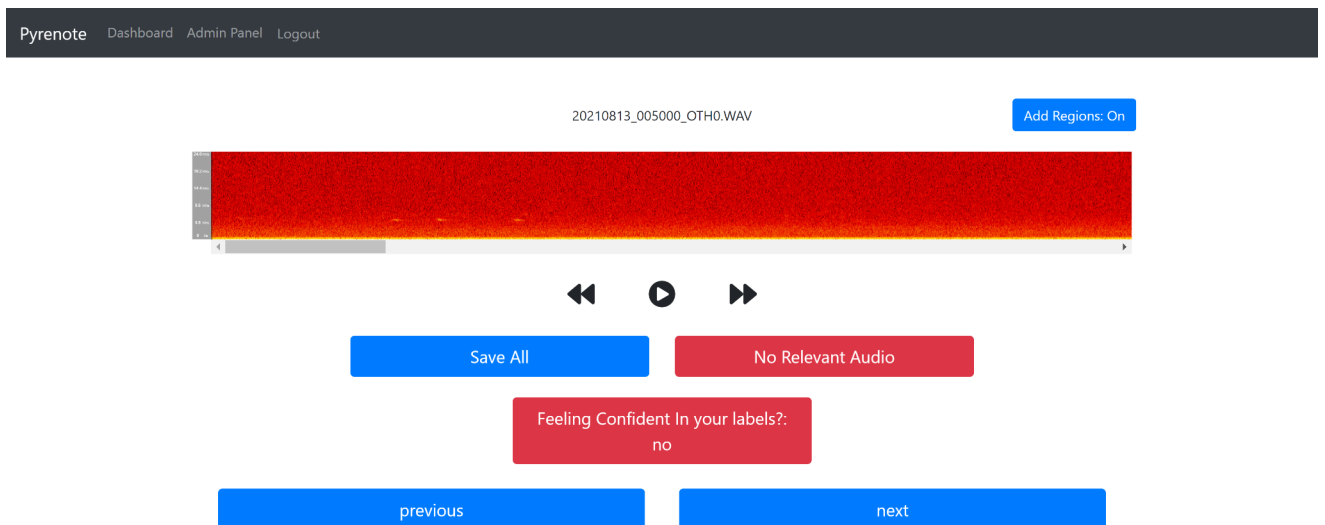 Pyrenote Dashboard Admin Panel Logout
20210813_005000_OTH0.WAV
Add Regions: On
Save All
No Relevant Audio
Feeling Confident In your labels?:
no
previous
next